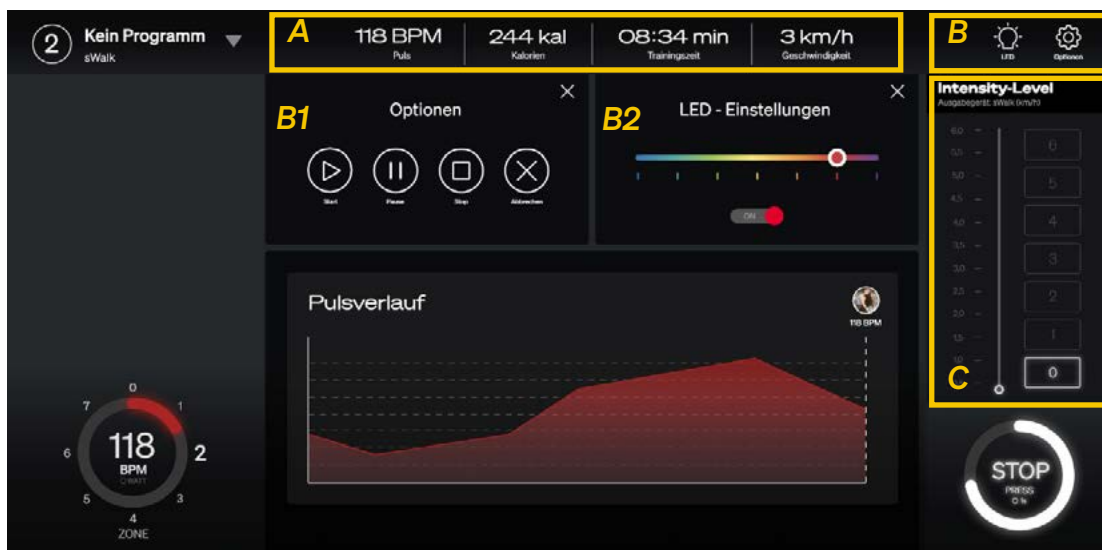 2
Kein Programm
sWalk
A
118 BPM
Puls
244 kal
Kalorien
08:34 min
Trainingszeit
3 km/h
Geschwindigkeit
B
LED
Optionen
B1
Optionen
Start
Pause
Stop
Abbrechen
B2
LED - Einstellungen
ON
Intensity-Level
Ausgabegerät: sWalk (km/h)
6,0
5,5
5,0
4,5
4,0
3,5
3,0
2,5
2,0
1,5
1,0
6
5
4
3
2
1
0
C
Pulsverlauf
118 BPM
0
1
2
3
4
5
6
7
118
BPM
ZONE
STOP
PRESS